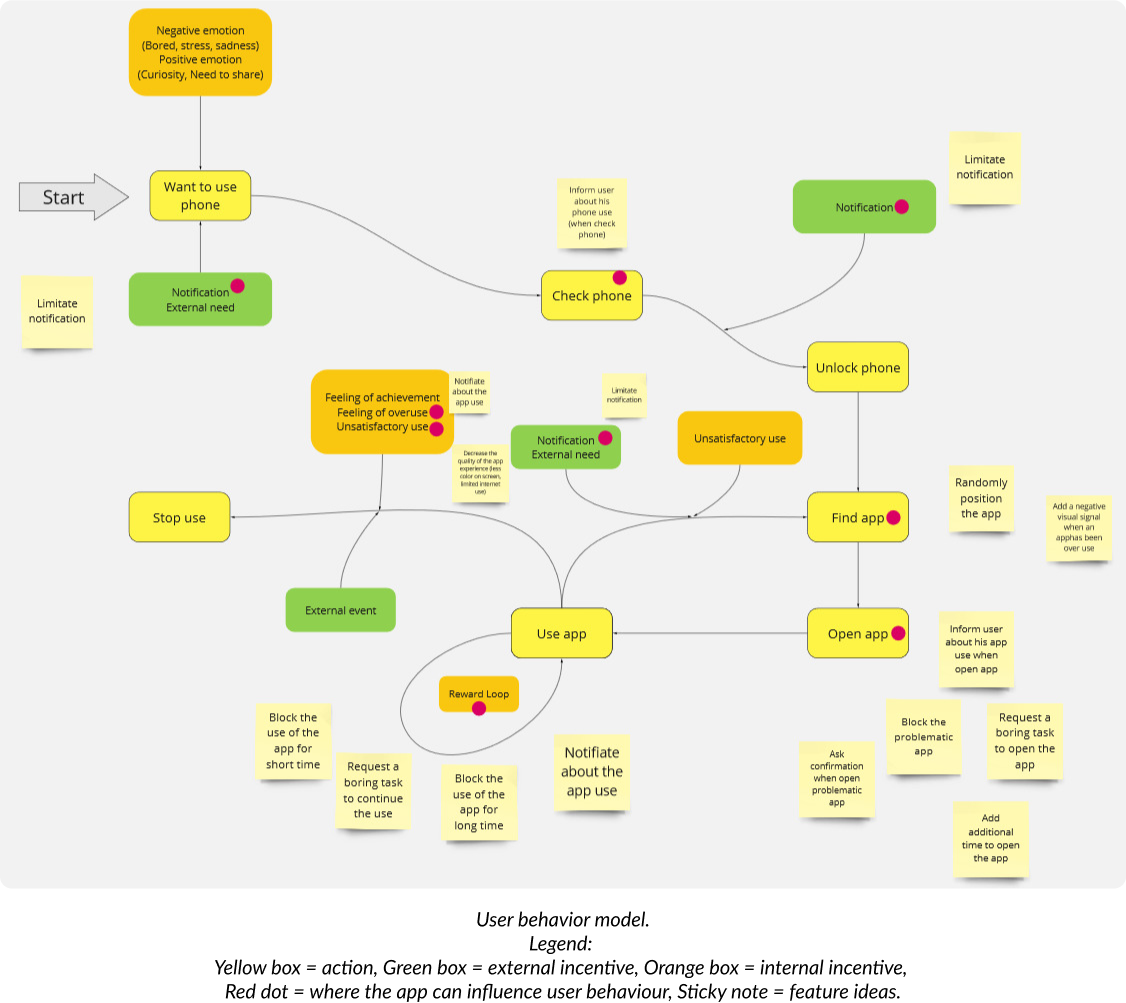 Negative emotion
(Bored, stress, sadness)
Positive emotion
(Curiosity, Need to share)
Start
Want to use
phone
Limitate
notification
Notification
External need
Inform user
about his
phone use
(when check
phone)
Check phone
Notification
Limitate
notification
Unlock phone
Feeling of achievement
Feeling of overuse
Unsatisfactory use
Notifiate
about the
app use
Decrease the
quality of the app
experience (less
color on screen,
limited internet
use)
Limitate
notification
Notification
External need
Unsatisfactory use
Stop use
Find app
Randomly
position
the app
Add a negative
visual signal
when an
apphas been
over use
External event
Use app
Open app
Inform user
about his app
use when
open app
Reward Loop
Block the
use of the
app for
short time
Request a
boring task
to continue
the use
Block the
use of the
app for
long time
Notifiate
about the
app use
Ask
confirmation
when open
problematic
app
Block the
problematic
app
Request a
boring task
to open the
app
Add
additional
time to open
the app
User behavior model.
Legend:
Yellow box = action, Green box = external incentive, Orange box = internal incentive,
Red dot = where the app can influence user behaviour, Sticky note = feature ideas.